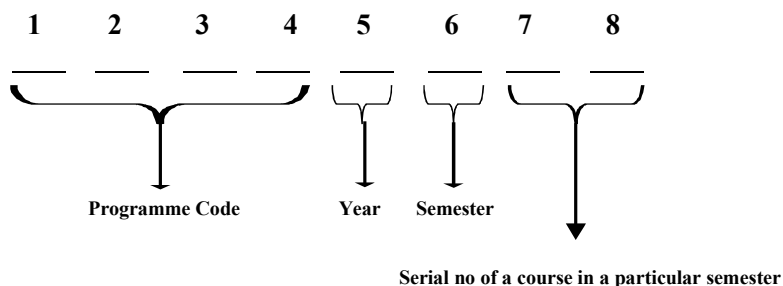 1 2 3 4 5 6 7 8
Programme Code Year Semester
Serial no of a course in a particular semester